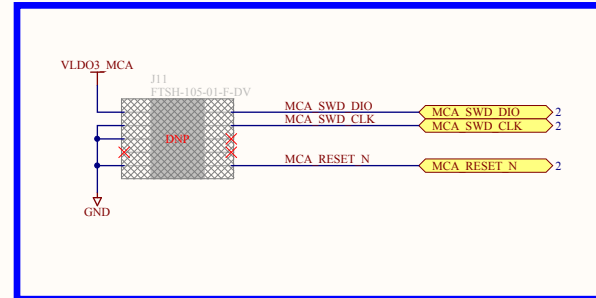 VLDO3_MCA
J11
FTSH-105-01-F-DV
DNP
MCA_SWD_DIO
MCA_SWD_DIO
2
MCA_SWD_CLK
MCA_SWD_CLK
2
MCA_RESET_N
MCA_RESET_N
2
GND